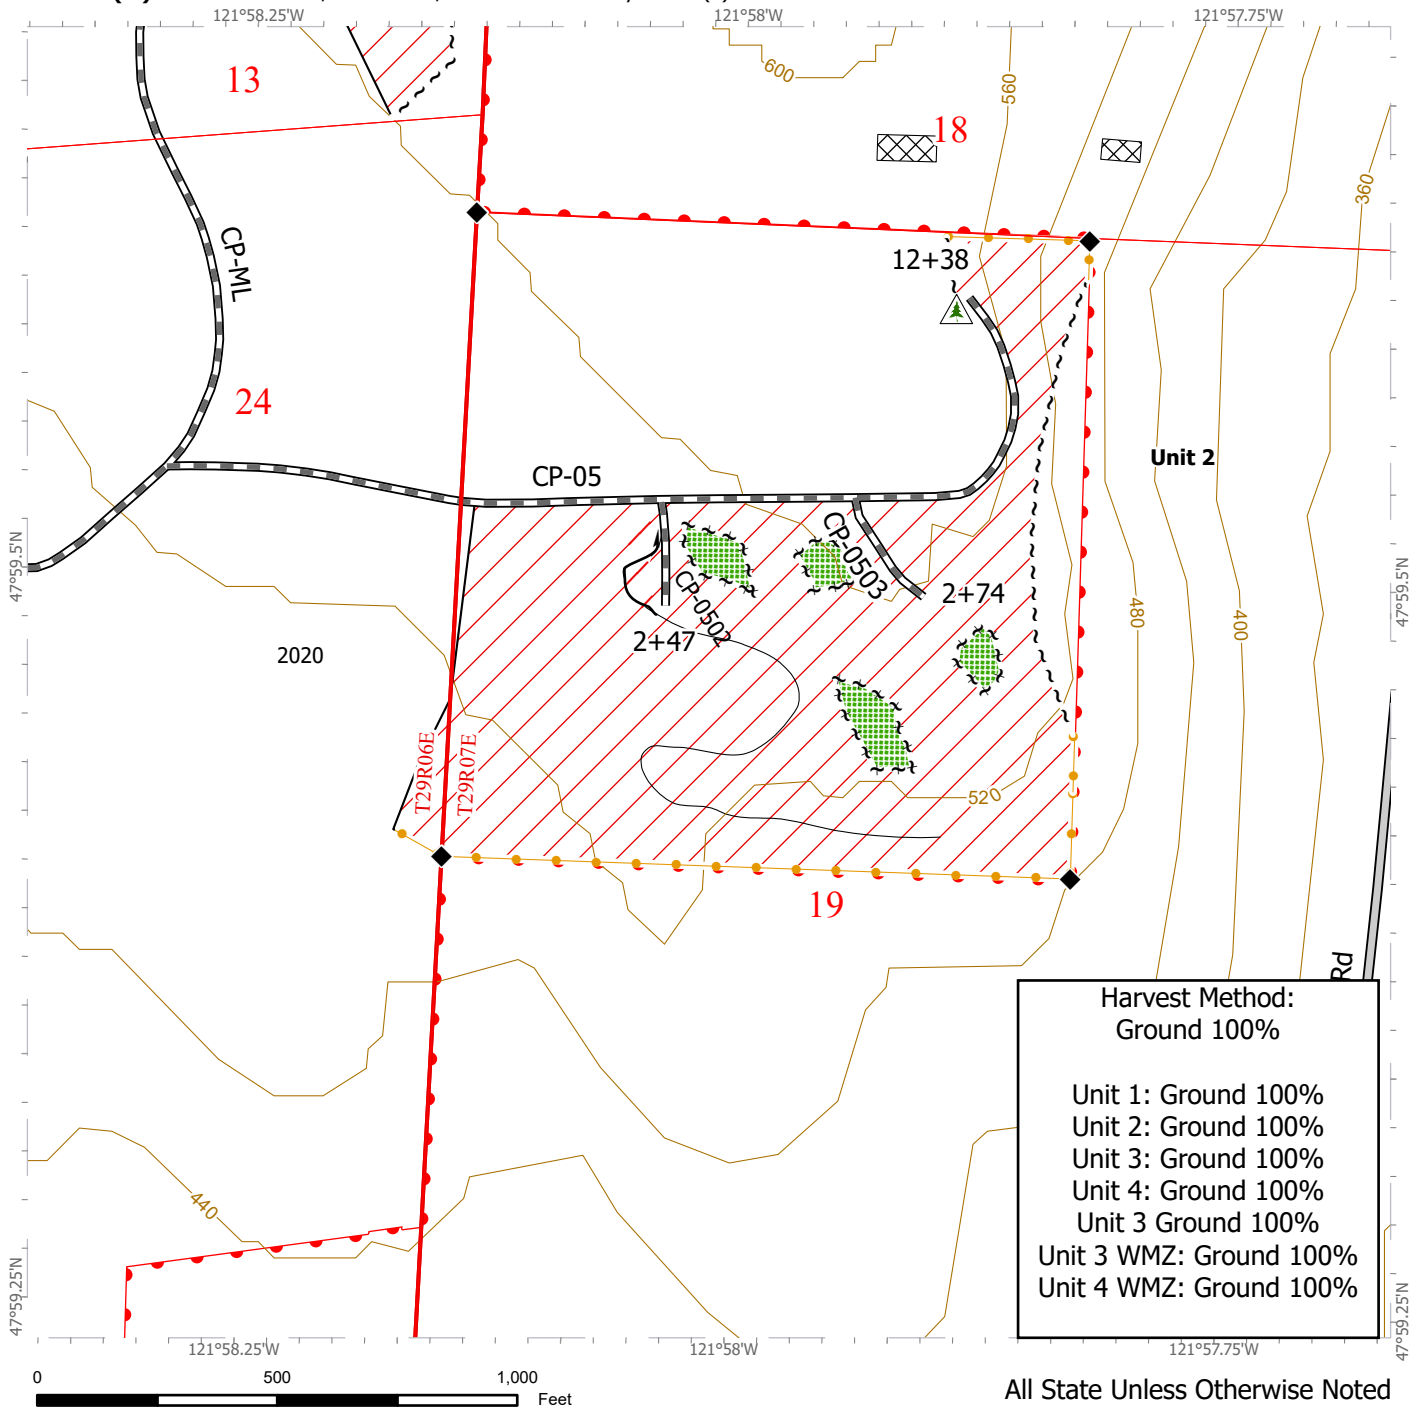 121°58.25'W
121°58'W
121°57.75'W
13
600
560
18
360
CP-ML
12+38
24
Unit 2
CP-05
47°59.5'N
CP-0503
47°59.5'N
CP-0502
2+74
480
400
2+47
2020
T29R06E
T29R07E
520
19
Rd
Harvest Method:
Ground 100%
Unit 1: Ground 100%
Unit 2: Ground 100%
Unit 3: Ground 100%
Unit 4: Ground 100%
Unit 3 Ground 100%
Unit 3 WMZ: Ground 100%
Unit 4 WMZ: Ground 100%
440
47°59.25'N
47°59.25'N
121°58.25'W
121°58'W
121°57.75'W
0 500 1,000
Feet
All State Unless Otherwise Noted